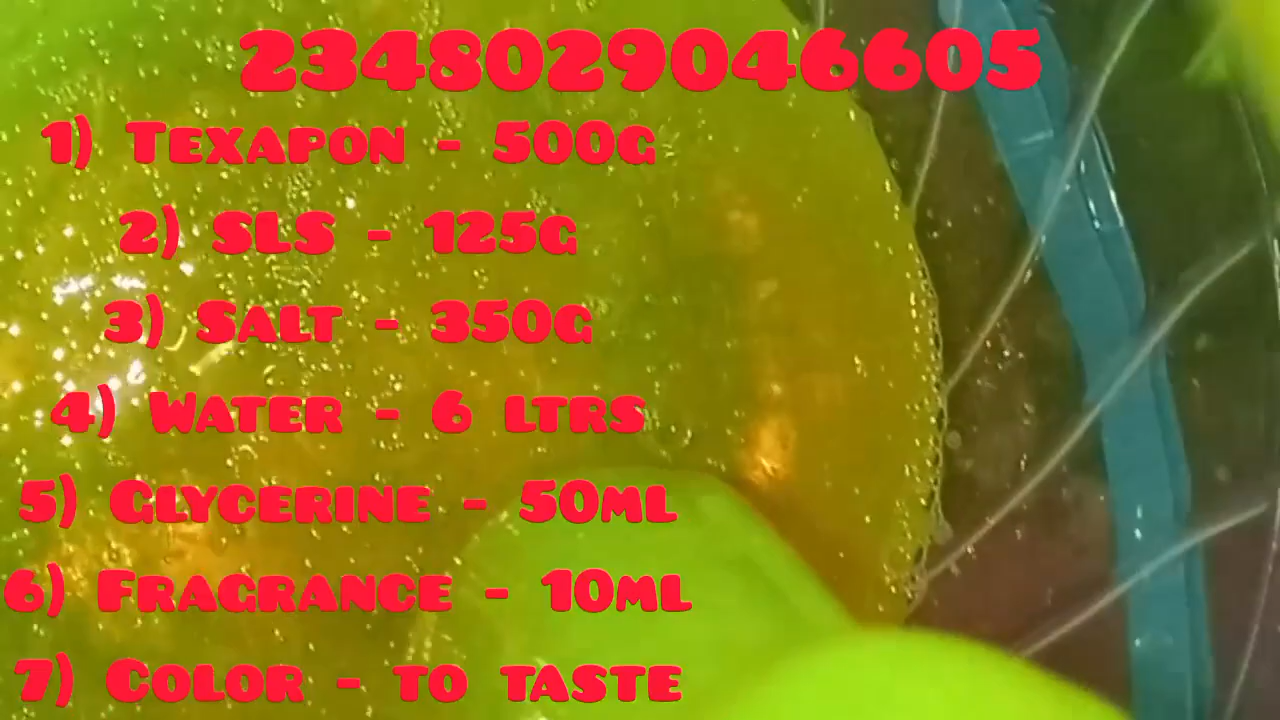 2348029046605
1) Texapon - 500g
2) SLS - 125g
3) Salt - 350g
4) Water - 6 ltrs
5) Glycerine - 50ml
6) Fragrance - 10ml
7) Color - to taste